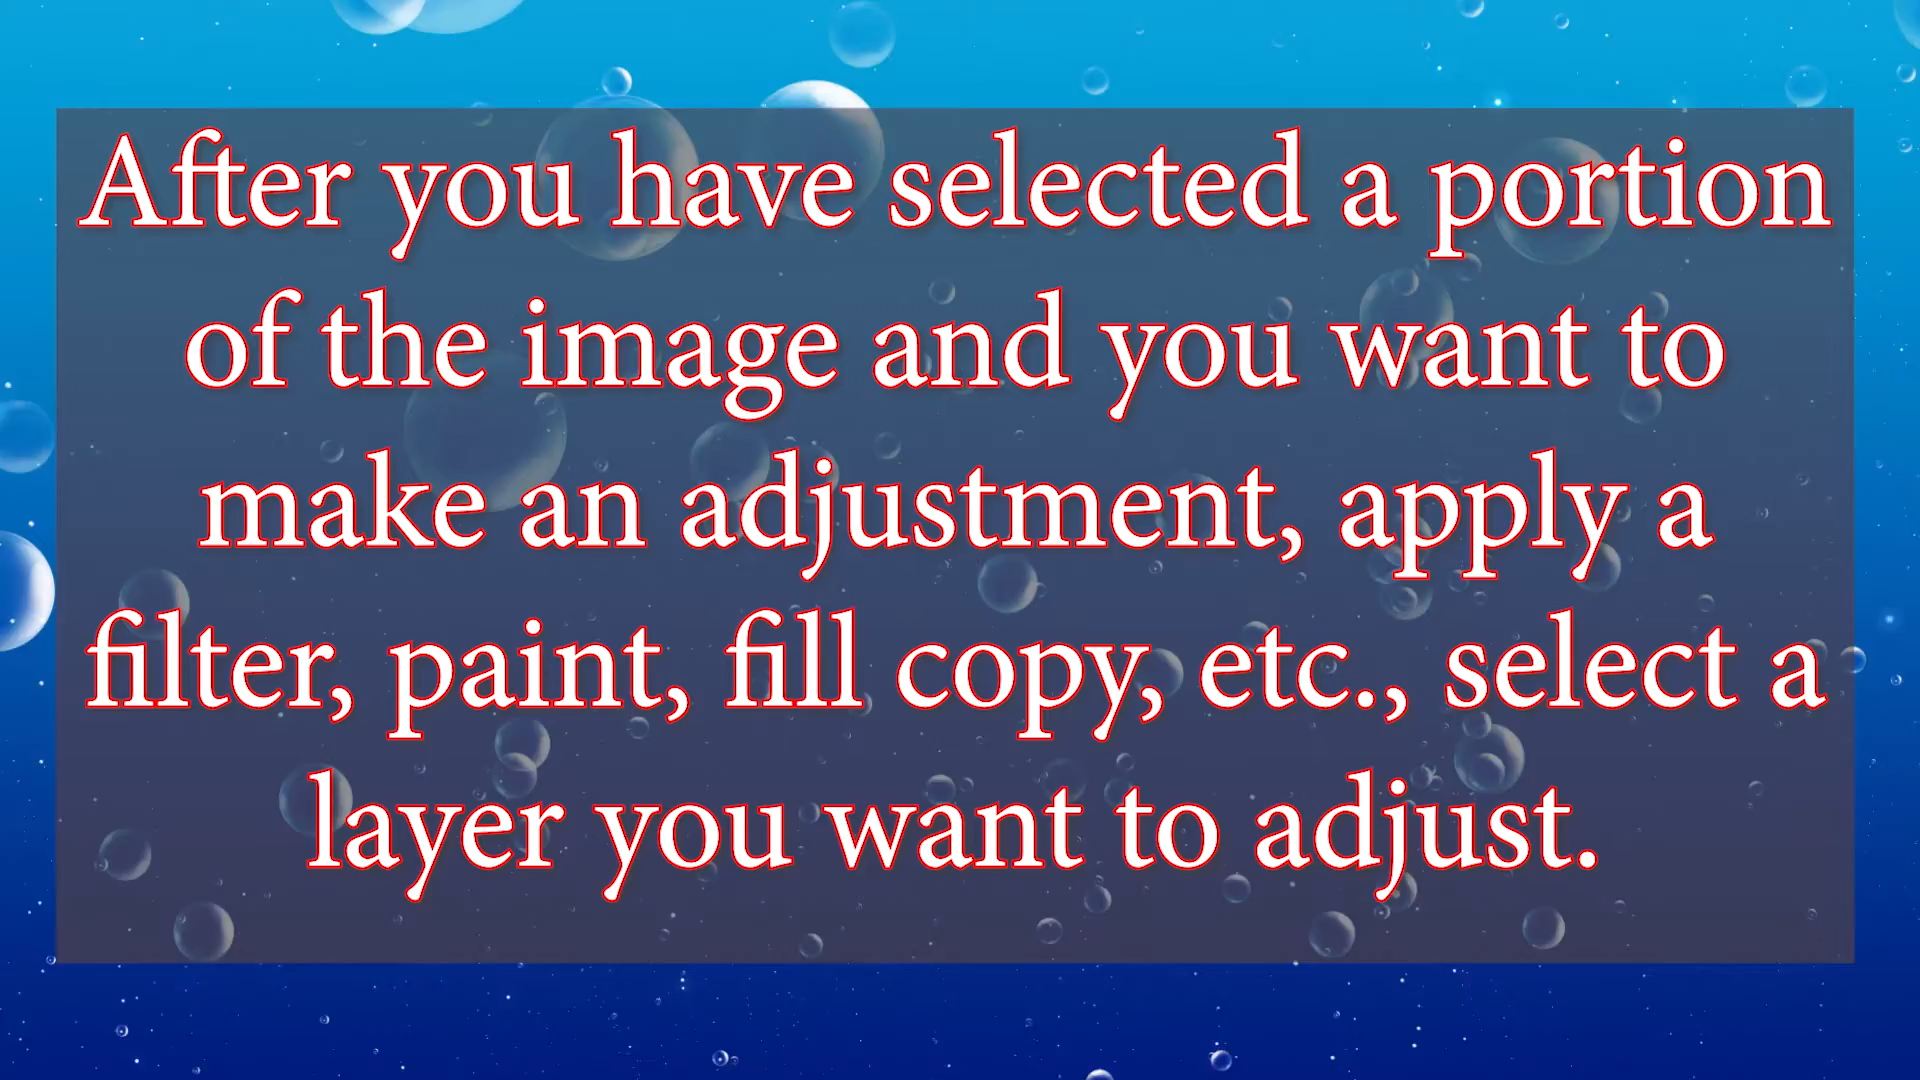 After you have selected a portion
of the image and you want to
make an adjustment, apply a
filter, paint, fill copy, etc., select a
layer you want to adjust.